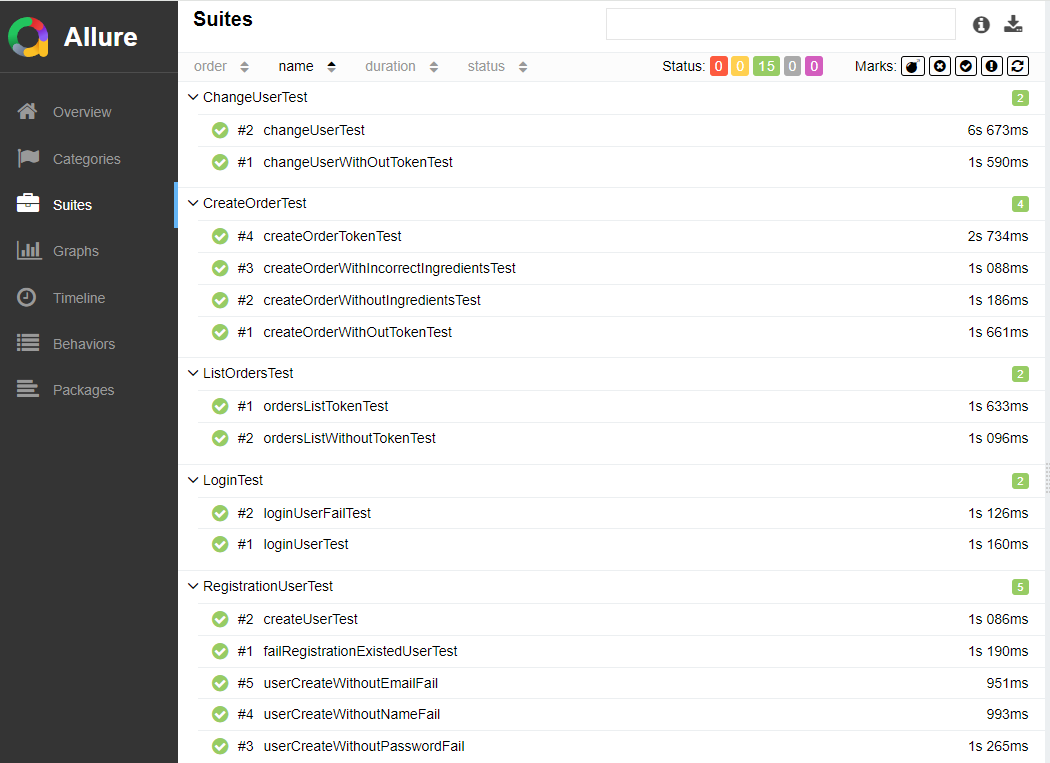 Allure
Overview
Categories
Suites
Graphs
Timeline
Behaviors
Packages
Suites
order name duration status Status: 0 0 15 0 0 Marks:
ChangeUserTest 2
#2 changeUserTest 6s 673ms
#1 changeUserWithOutTokenTest 1s 590ms
CreateOrderTest 4
#4 createOrderTokenTest 2s 734ms
#3 createOrderWithIncorrectIngredientsTest 1s 088ms
#2 createOrderWithoutIngredientsTest 1s 186ms
#1 createOrderWithOutTokenTest 1s 661ms
ListOrdersTest 2
#1 ordersListTokenTest 1s 633ms
#2 ordersListWithoutTokenTest 1s 096ms
LoginTest 2
#2 loginUserFailTest 1s 126ms
#1 loginUserTest 1s 160ms
RegistrationUserTest 5
#2 createUserTest 1s 086ms
#1 failRegistrationExistedUserTest 1s 190ms
#5 userCreateWithoutEmailFail 951ms
#4 userCreateWithoutNameFail 993ms
#3 userCreateWithoutPasswordFail 1s 265ms